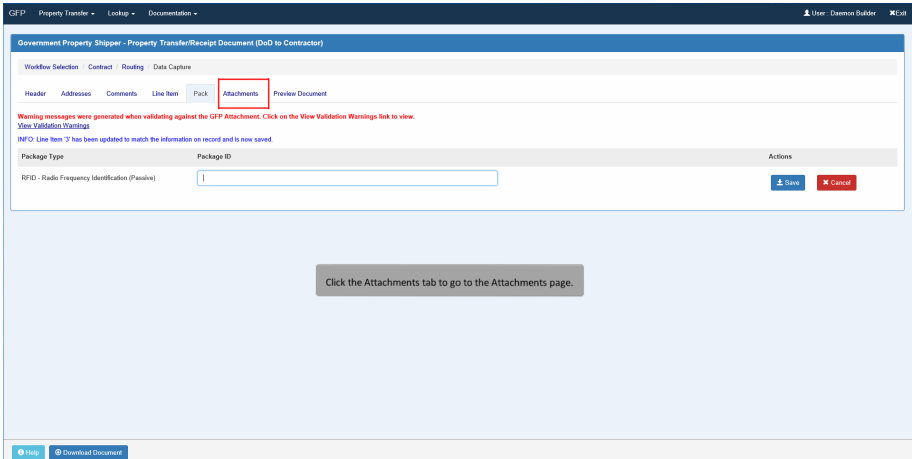 GFP Property Transfer Lookup Documentation User : Daemon Builder Exit
Government Property Shipper - Property Transfer/Receipt Document (DoD to Contractor)
Workflow Selection / Contract / Routing / Data Capture
Header Addresses Comments Line Item Pack Attachments Preview Document
Warning messages were generated when validating against the GFP Attachment. Click on the View Validation Warnings link to view.
View Validation Warnings
INFO: Line Item '3' has been updated to match the information on record and is now saved.
Package Type Package ID Actions
RFID - Radio Frequency Identification (Passive) Save Cancel
Click the Attachments tab to go to the Attachments page.
Help Download Document